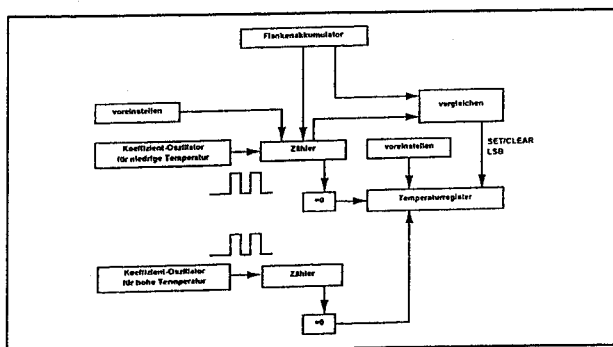 Flankenakkumulator
voreinstellen
vergleichen
Koeffizient-Oszillator
für niedrige Temperatur
Zähler
voreinstellen
SET/CLEAR
LSB
=0
Temperaturregister
Koeffizient-Oszillator
für hohe Termperatur
Zähler
=0